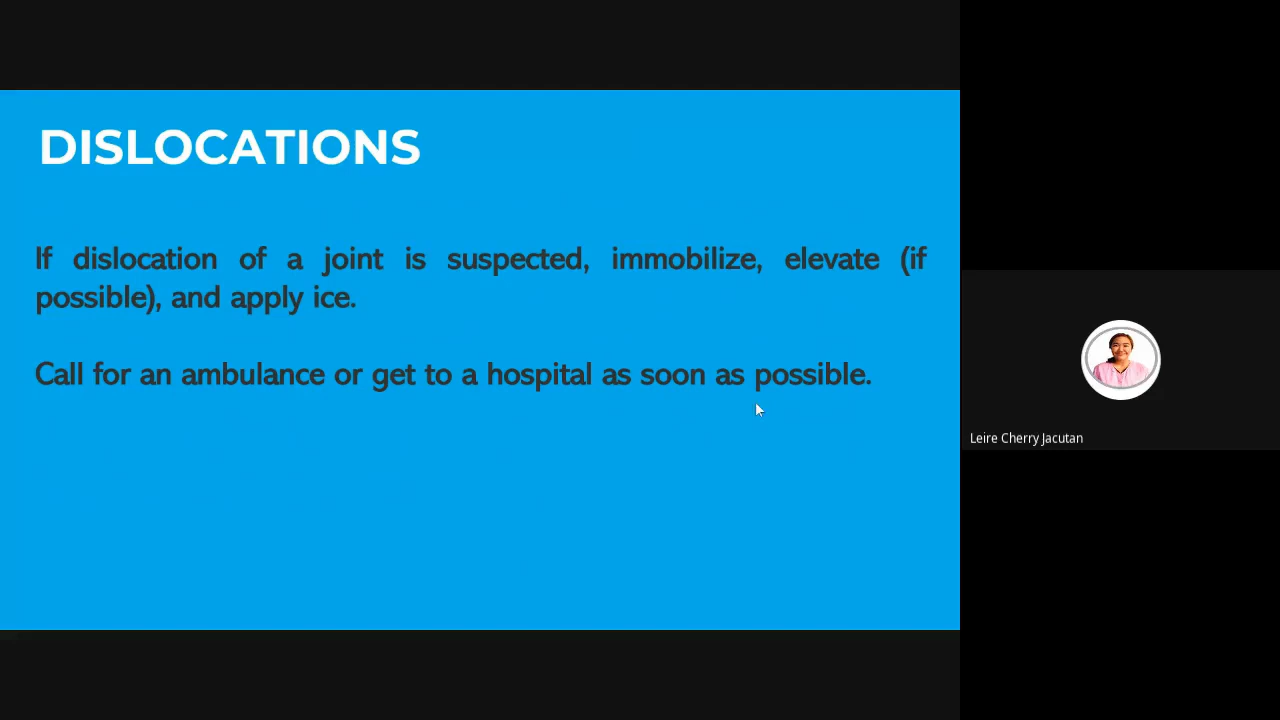 DISLOCATIONS
If dislocation of a joint is suspected, immobilize, elevate (if
possible), and apply ice.
Call for an ambulance or get to a hospital as soon as possible.
Leire Cherry Jacutan